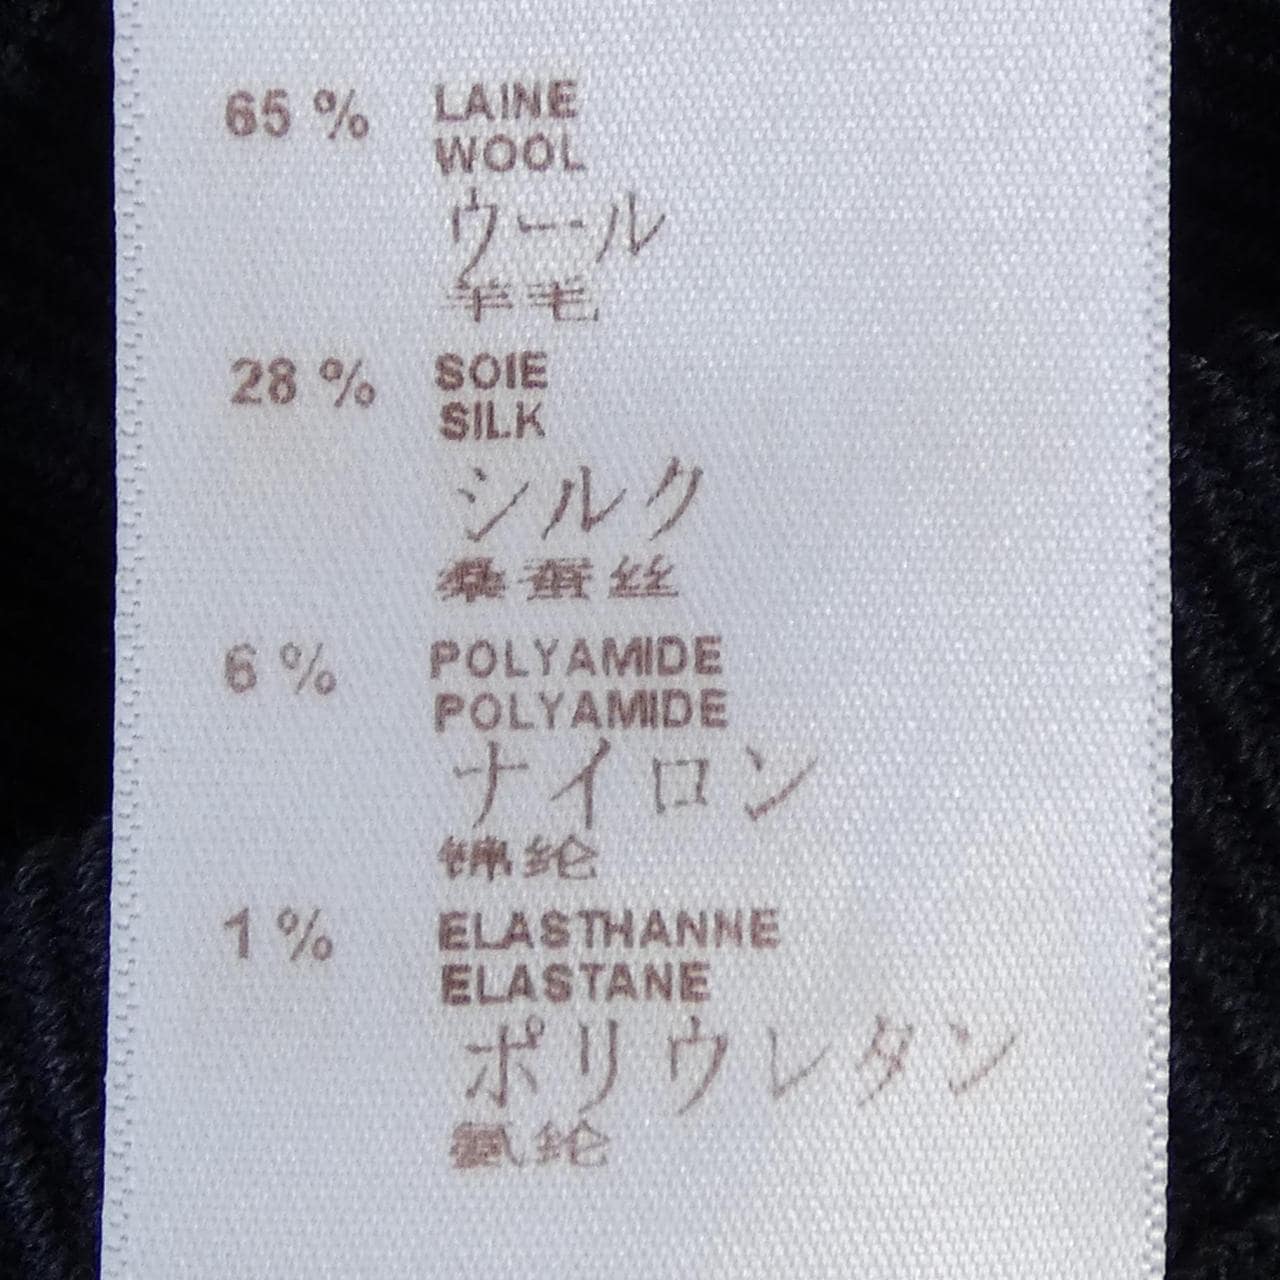 65 % LAINE
WOOL
ウール
羊毛
28 % SOIE
SILK
シルク
桑蚕丝
6 % POLYAMIDE
POLYAMIDE
ナイロン
锦纶
1 % ELASTHANNE
ELASTANE
ポリウレタン
氨纶